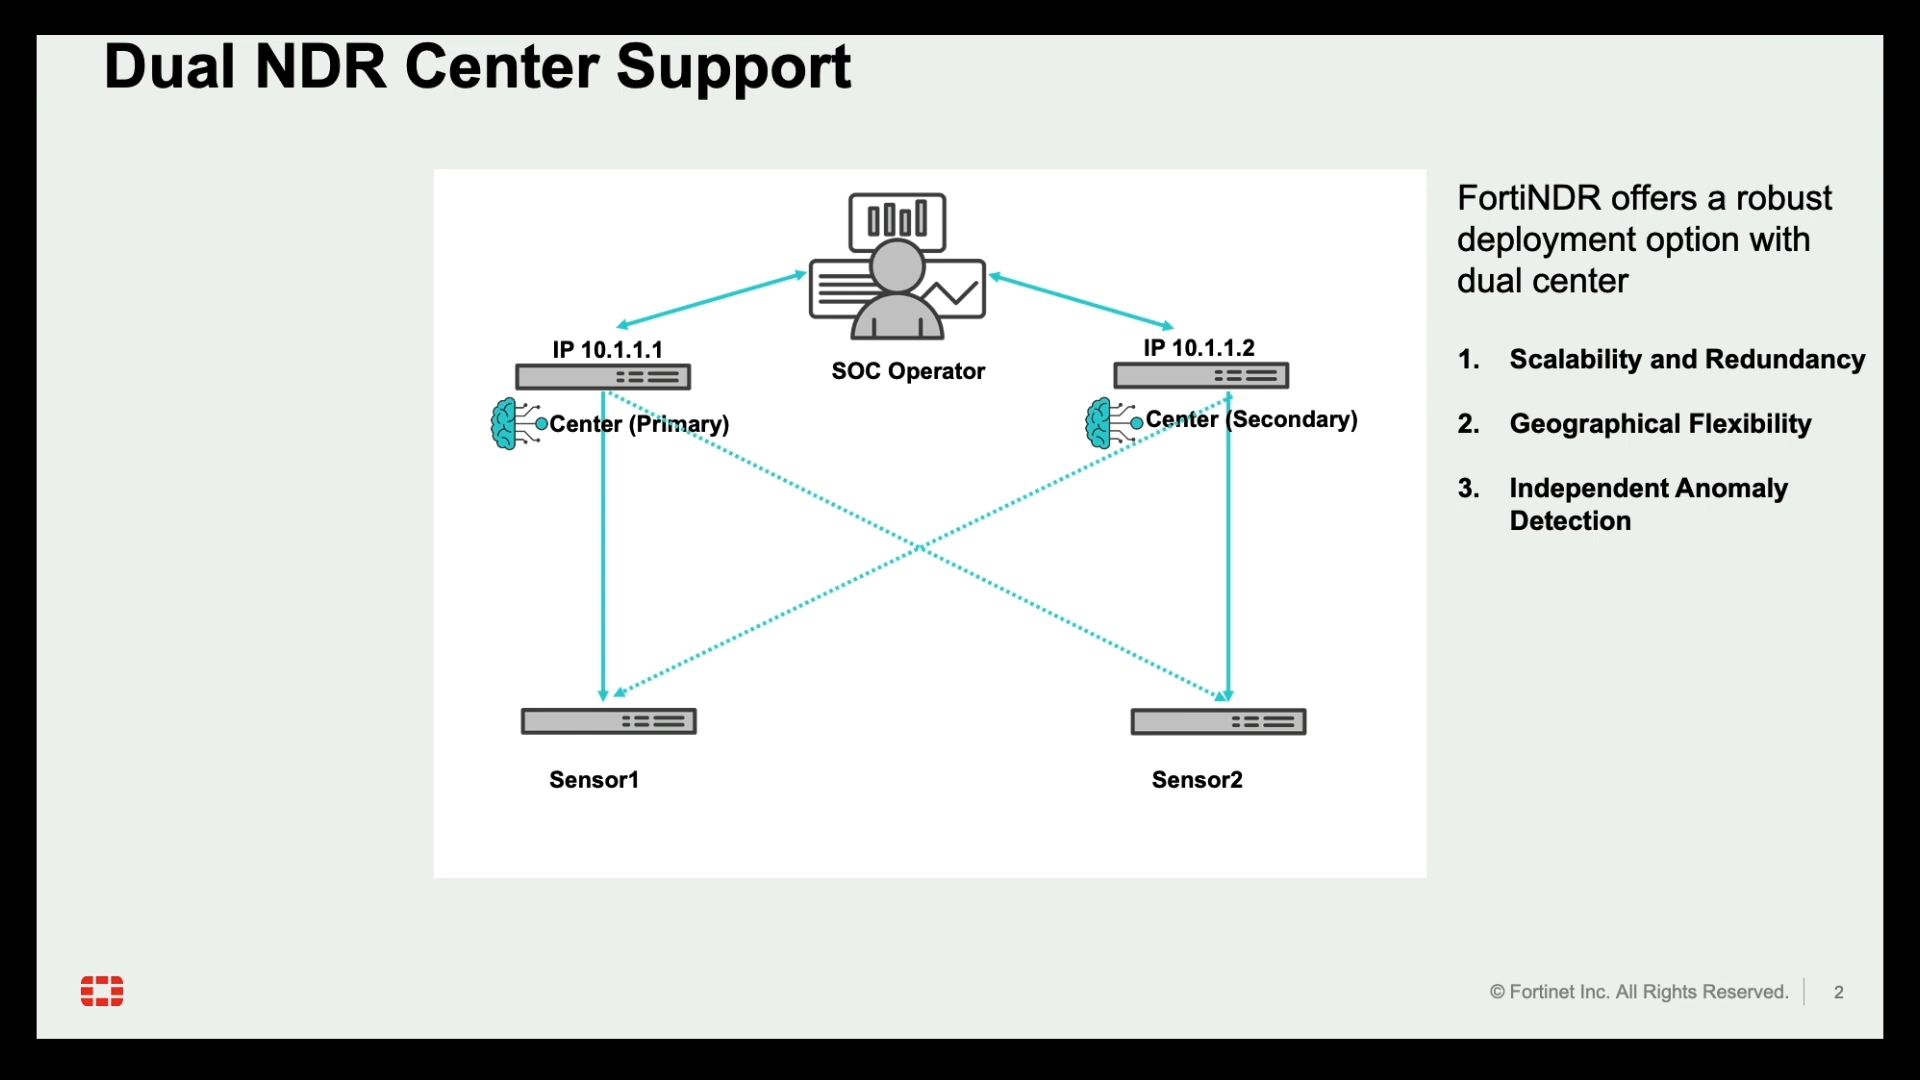 Dual NDR Center Support
SOC Operator
IP 10.1.1.1
Center (Primary)
IP 10.1.1.2
Center (Secondary)
Sensor1
Sensor2
FortiNDR offers a robust
deployment option with
dual center
1. Scalability and Redundancy
2. Geographical Flexibility
3. Independent Anomaly
Detection
© Fortinet Inc. All Rights Reserved.
2